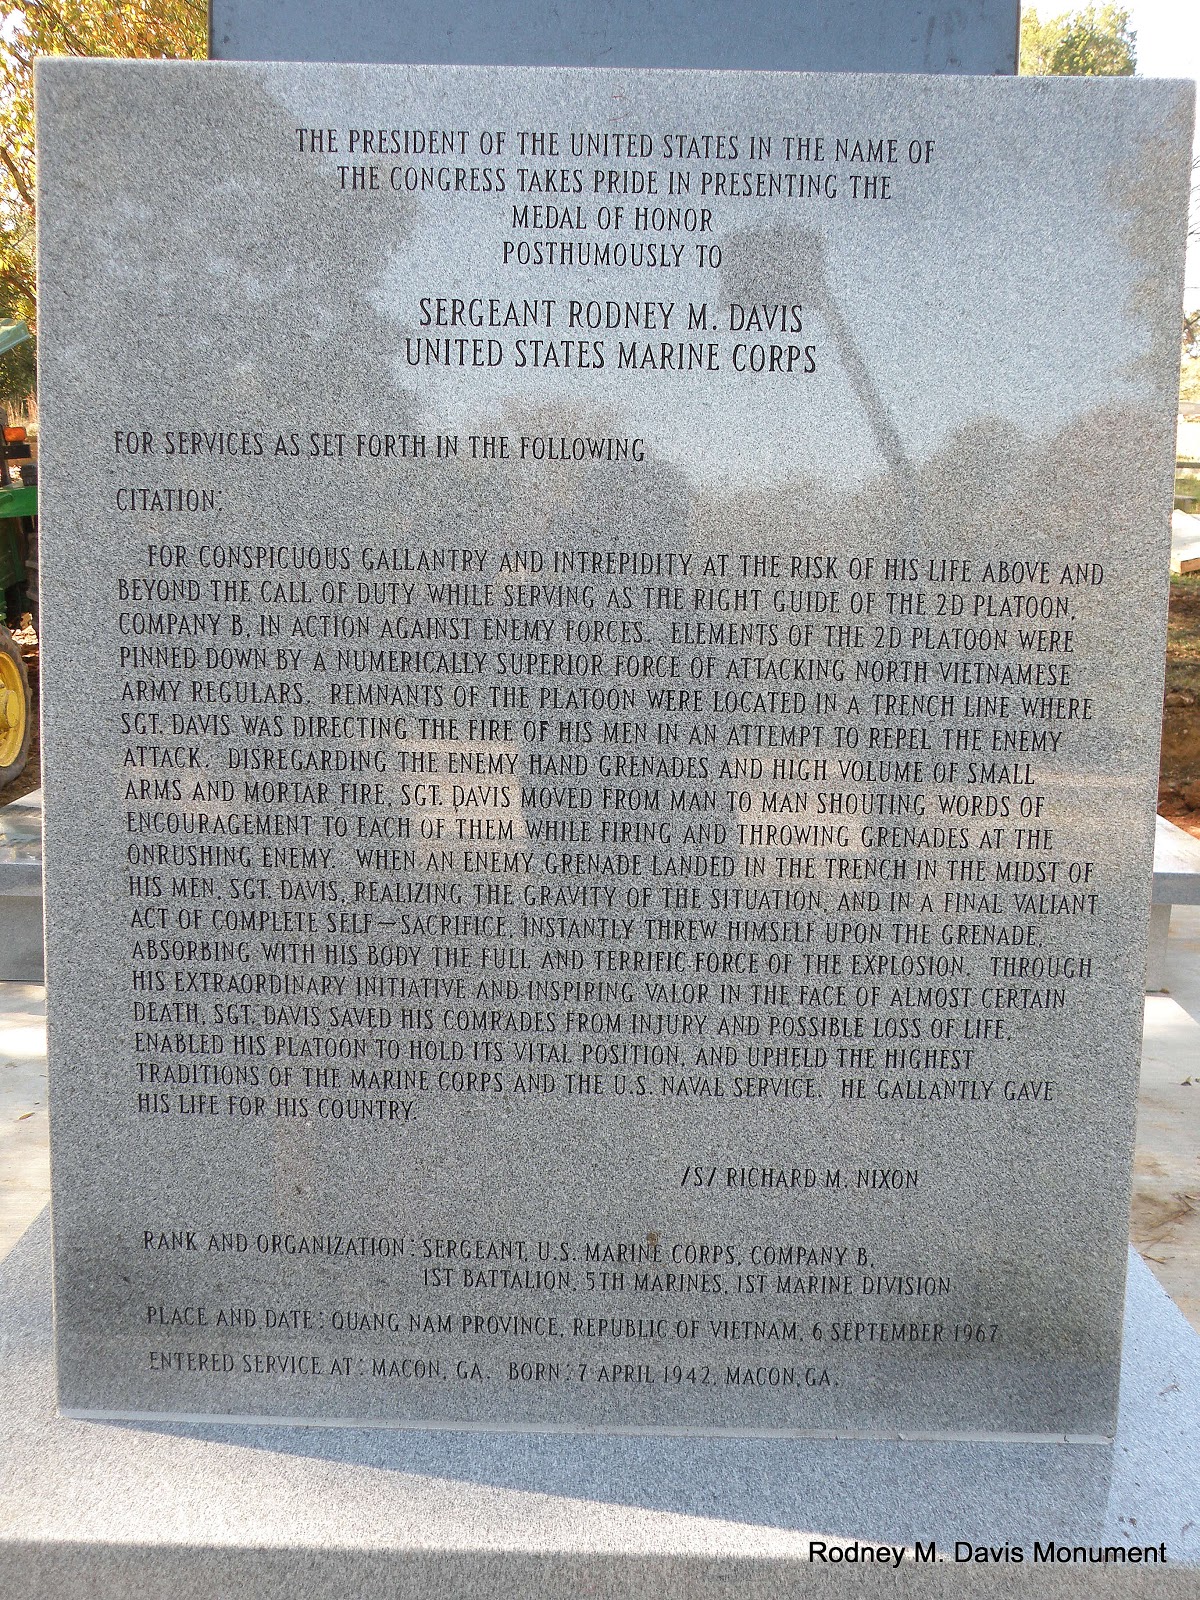 THE PRESIDENT OF THE UNITED STATES IN THE NAME OF
THE CONGRESS TAKES PRIDE IN PRESENTING THE
MEDAL OF HONOR
POSTHUMOUSLY TO
SERGEANT RODNEY M. DAVIS
UNITED STATES MARINE CORPS
FOR SERVICES AS SET FORTH IN THE FOLLOWING
CITATION:
FOR CONSPICUOUS GALLANTRY AND INTREPIDITY AT THE RISK OF HIS LIFE ABOVE AND
BEYOND THE CALL OF DUTY WHILE SERVING AS THE RIGHT GUIDE OF THE 2D PLATOON,
COMPANY B, IN ACTION AGAINST ENEMY FORCES. ELEMENTS OF THE 2D PLATOON WERE
PINNED DOWN BY A NUMERICALLY SUPERIOR FORCE OF ATTACKING NORTH VIETNAMESE
ARMY REGULARS. REMNANTS OF THE PLATOON WERE LOCATED IN A TRENCH LINE WHERE
SGT. DAVIS WAS DIRECTING THE FIRE OF HIS MEN IN AN ATTEMPT TO REPEL THE ENEMY
ATTACK. DISREGARDING THE ENEMY HAND GRENADES AND HIGH VOLUME OF SMALL
ARMS AND MORTAR FIRE, SGT. DAVIS MOVED FROM MAN TO MAN SHOUTING WORDS OF
ENCOURAGEMENT TO EACH OF THEM WHILE FIRING AND THROWING GRENADES AT THE
ONRUSHING ENEMY. WHEN AN ENEMY GRENADE LANDED IN THE TRENCH IN THE MIDST OF
HIS MEN, SGT. DAVIS, REALIZING THE GRAVITY OF THE SITUATION, AND IN A FINAL VALIANT
ACT OF COMPLETE SELF—SACRIFICE, INSTANTLY THREW HIMSELF UPON THE GRENADE,
ABSORBING WITH HIS BODY THE FULL AND TERRIFIC FORCE OF THE EXPLOSION. THROUGH
HIS EXTRAORDINARY INITIATIVE AND INSPIRING VALOR IN THE FACE OF ALMOST CERTAIN
DEATH, SGT. DAVIS SAVED HIS COMRADES FROM INJURY AND POSSIBLE LOSS OF LIFE,
ENABLED HIS PLATOON TO HOLD ITS VITAL POSITION, AND UPHELD THE HIGHEST
TRADITIONS OF THE MARINE CORPS AND THE U.S. NAVAL SERVICE. HE GALLANTLY GAVE
HIS LIFE FOR HIS COUNTRY.
/S/ RICHARD M. NIXON
RANK AND ORGANIZATION: SERGEANT, U.S. MARINE CORPS, COMPANY B,
1ST BATTALION, 5TH MARINES, 1ST MARINE DIVISION
PLACE AND DATE: QUANG NAM PROVINCE, REPUBLIC OF VIETNAM, 6 SEPTEMBER 1967
ENTERED SERVICE AT: MACON, GA. BORN: 7 APRIL 1942, MACON, GA.
Rodney M. Davis Monument